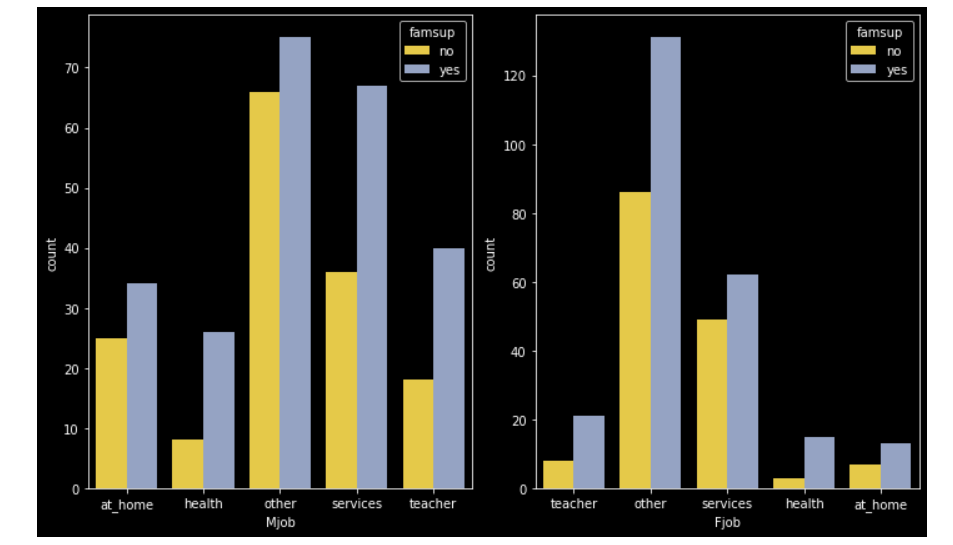 famsup
no
yes
70
60
50
40
30
20
10
0
count
at_home health other services teacher
Mjob
famsup
no
yes
120
100
80
60
40
20
0
count
teacher other services health at_home
Fjob